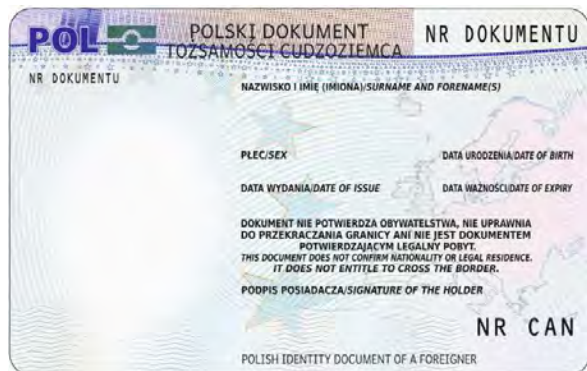 POL
POLSKI DOKUMENT
TOŻSAMOŚCI CUDZOZIEMCA
NR DOKUMENTU
NR DOKUMENTU
NAZWISKO I IMIĘ (IMIONA)/SURNAME AND FORENAME(S)
PŁEĆ/SEX
DATA URODZENIA/DATE OF BIRTH
DATA WYDANIA/DATE OF ISSUE
DATA WAŻNOŚCI/DATE OF EXPIRY
DOKUMENT NIE POTWIERDZA OBYWATELSTWA, NIE UPRAWNIA
DO PRZEKRACZANIA GRANICY ANI NIE JEST DOKUMENTEM
POTWIERDZAJĄCYM LEGALNY POBYT.
THIS DOCUMENT DOES NOT CONFIRM NATIONALITY OR LEGAL RESIDENCE.
IT DOES NOT ENTITLE TO CROSS THE BORDER.
PODPIS POSIADACZA/SIGNATURE OF THE HOLDER
NR CAN
POLISH IDENTITY DOCUMENT OF A FOREIGNER